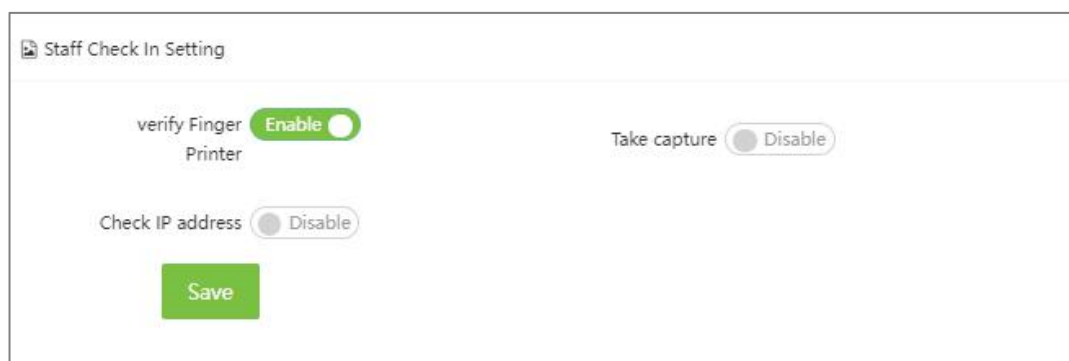 Staff Check In Setting
verify Finger Enable
Printer
Take capture Disable
Check IP address Disable
Save